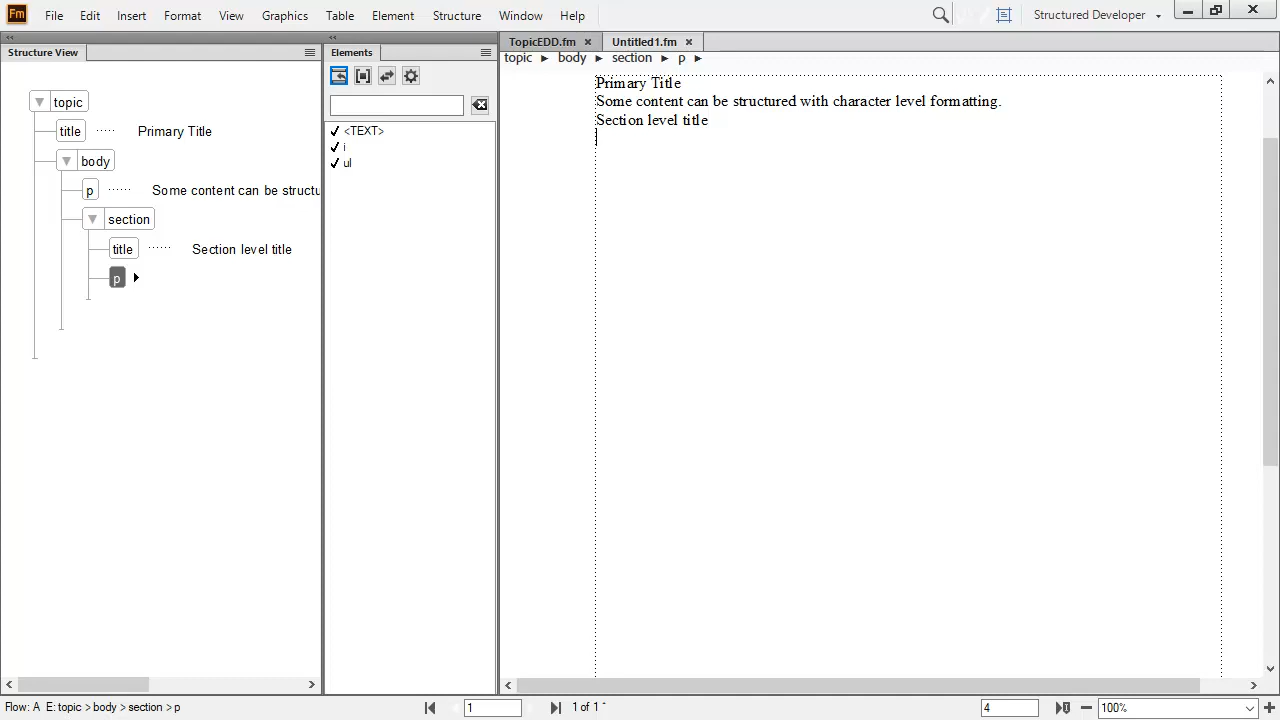 Fm File Edit Insert Format View Graphics Table Element Structure Window Help Structured Developer
Structure View
topic
title Primary Title
body
p Some content can be structu
section
title Section level title
p
Elements
<TEXT>
i
ul
TopicEDD.fm Untitled1.fm
topic body section p
Primary Title
Some content can be structured with character level formatting.
Section level title
Flow: A E: topic > body > section > p 1 1 of 1 * 4 100%